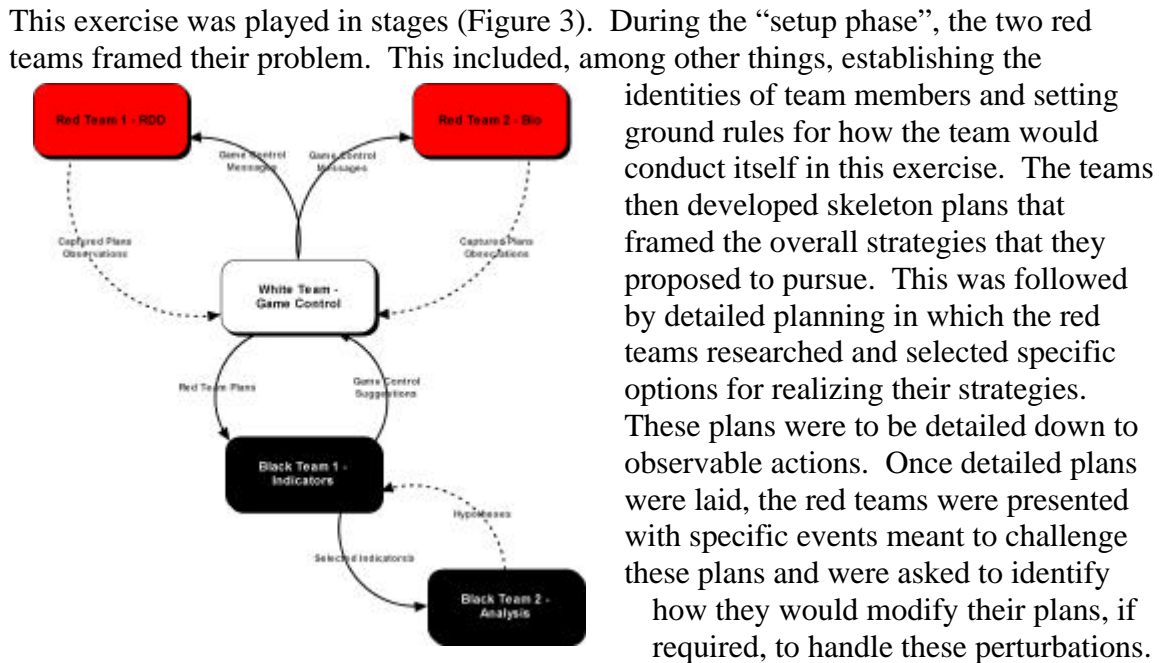 This exercise was played in stages (Figure 3). During the “setup phase”, the two red
teams framed their problem. This included, among other things, establishing the
identities of team members and setting
ground rules for how the team would
conduct itself in this exercise. The teams
then developed skeleton plans that
framed the overall strategies that they
proposed to pursue. This was followed
by detailed planning in which the red
teams researched and selected specific
options for realizing their strategies.
These plans were to be detailed down to
observable actions. Once detailed plans
were laid, the red teams were presented
with specific events meant to challenge
these plans and were asked to identify
how they would modify their plans, if
required, to handle these perturbations.
Red Team 1 - RDD
Red Team 2 - Bio
Game Control
Messages
Game Control
Messages
Captured Plans
Observations
Captured Plans
Observations
White Team -
Game Control
Red Team Plans
Game Control
Suggestions
Black Team 1 -
Indicators
Hypotheses
Selected Indicators
Black Team 2 -
Analysis